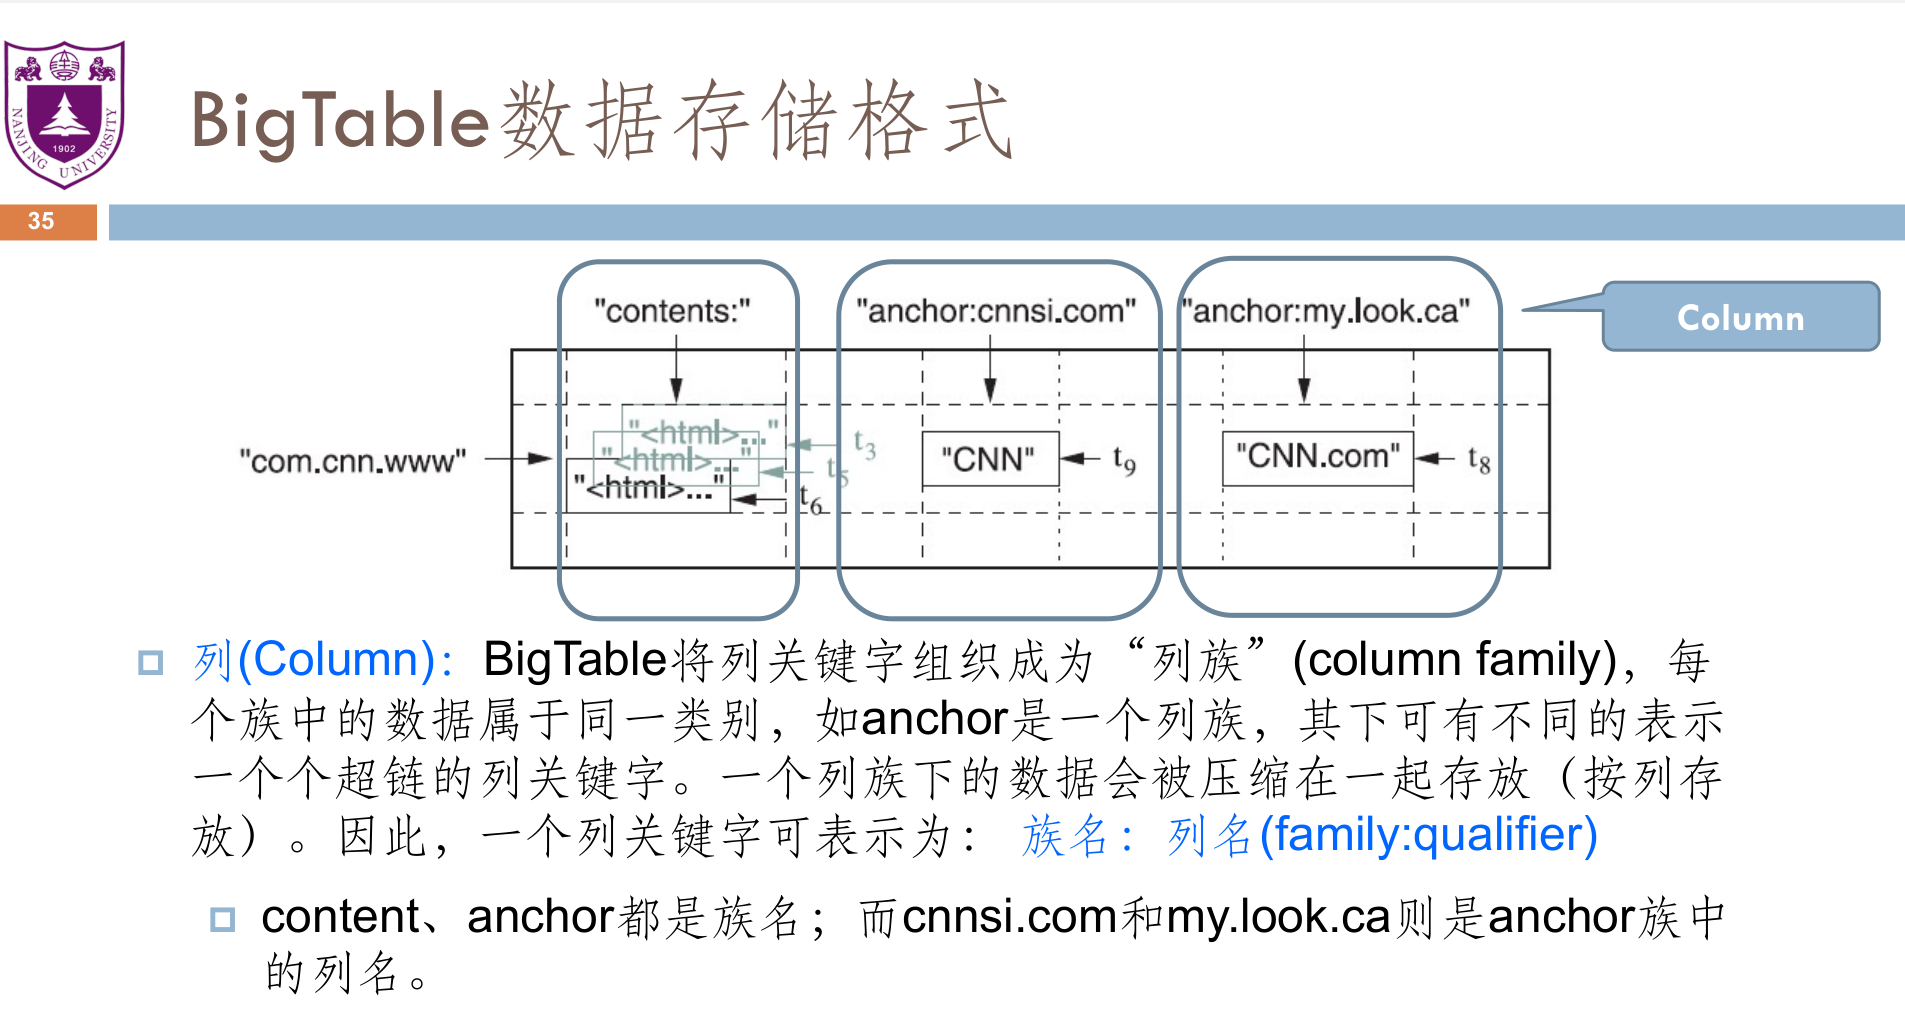 NANJING UNIVERSITY
1902
BigTable数据存储格式
35
"contents:"
"anchor:cnnsi.com"
"anchor:my.look.ca"
Column
"<html>..."
t3
"com.cnn.www"
"<html>..."
t5
"<html>..."
t6
"CNN"
t9
"CNN.com"
t8
列(Column)：BigTable将列关键字组织成为“列族”(column family)，每
个族中的数据属于同一类别，如anchor是一个列族，其下可有不同的表示
一个个超链的列关键字。一个列族下的数据会被压缩在一起存放（按列存
放）。因此，一个列关键字可表示为： 族名：列名(family:qualifier)
content、anchor都是族名；而cnnsi.com和my.look.ca则是anchor族中
的列名。